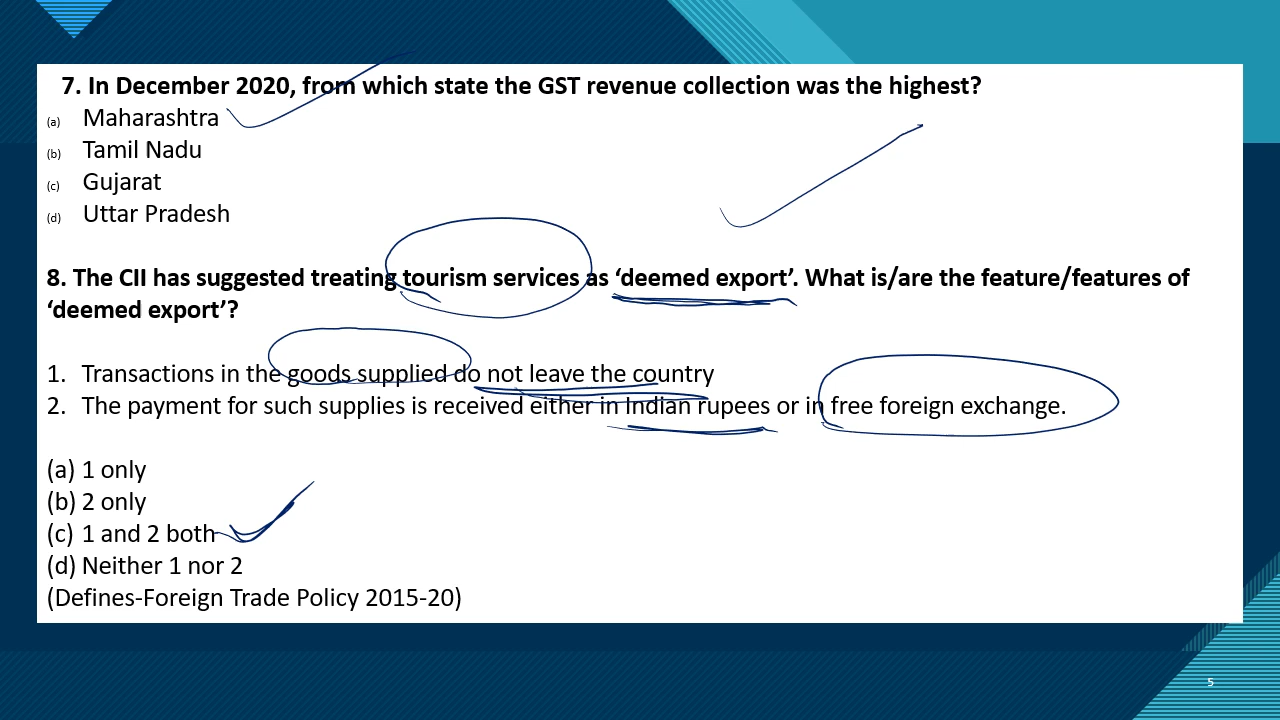 7. In December 2020, from which state the GST revenue collection was the highest?
(a) Maharashtra
(b) Tamil Nadu
(c) Gujarat
(d) Uttar Pradesh
8. The CII has suggested treating tourism services as ‘deemed export’. What is/are the feature/features of
‘deemed export’?
1. Transactions in the goods supplied do not leave the country
2. The payment for such supplies is received either in Indian rupees or in free foreign exchange.
(a) 1 only
(b) 2 only
(c) 1 and 2 both
(d) Neither 1 nor 2
(Defines-Foreign Trade Policy 2015-20)
5